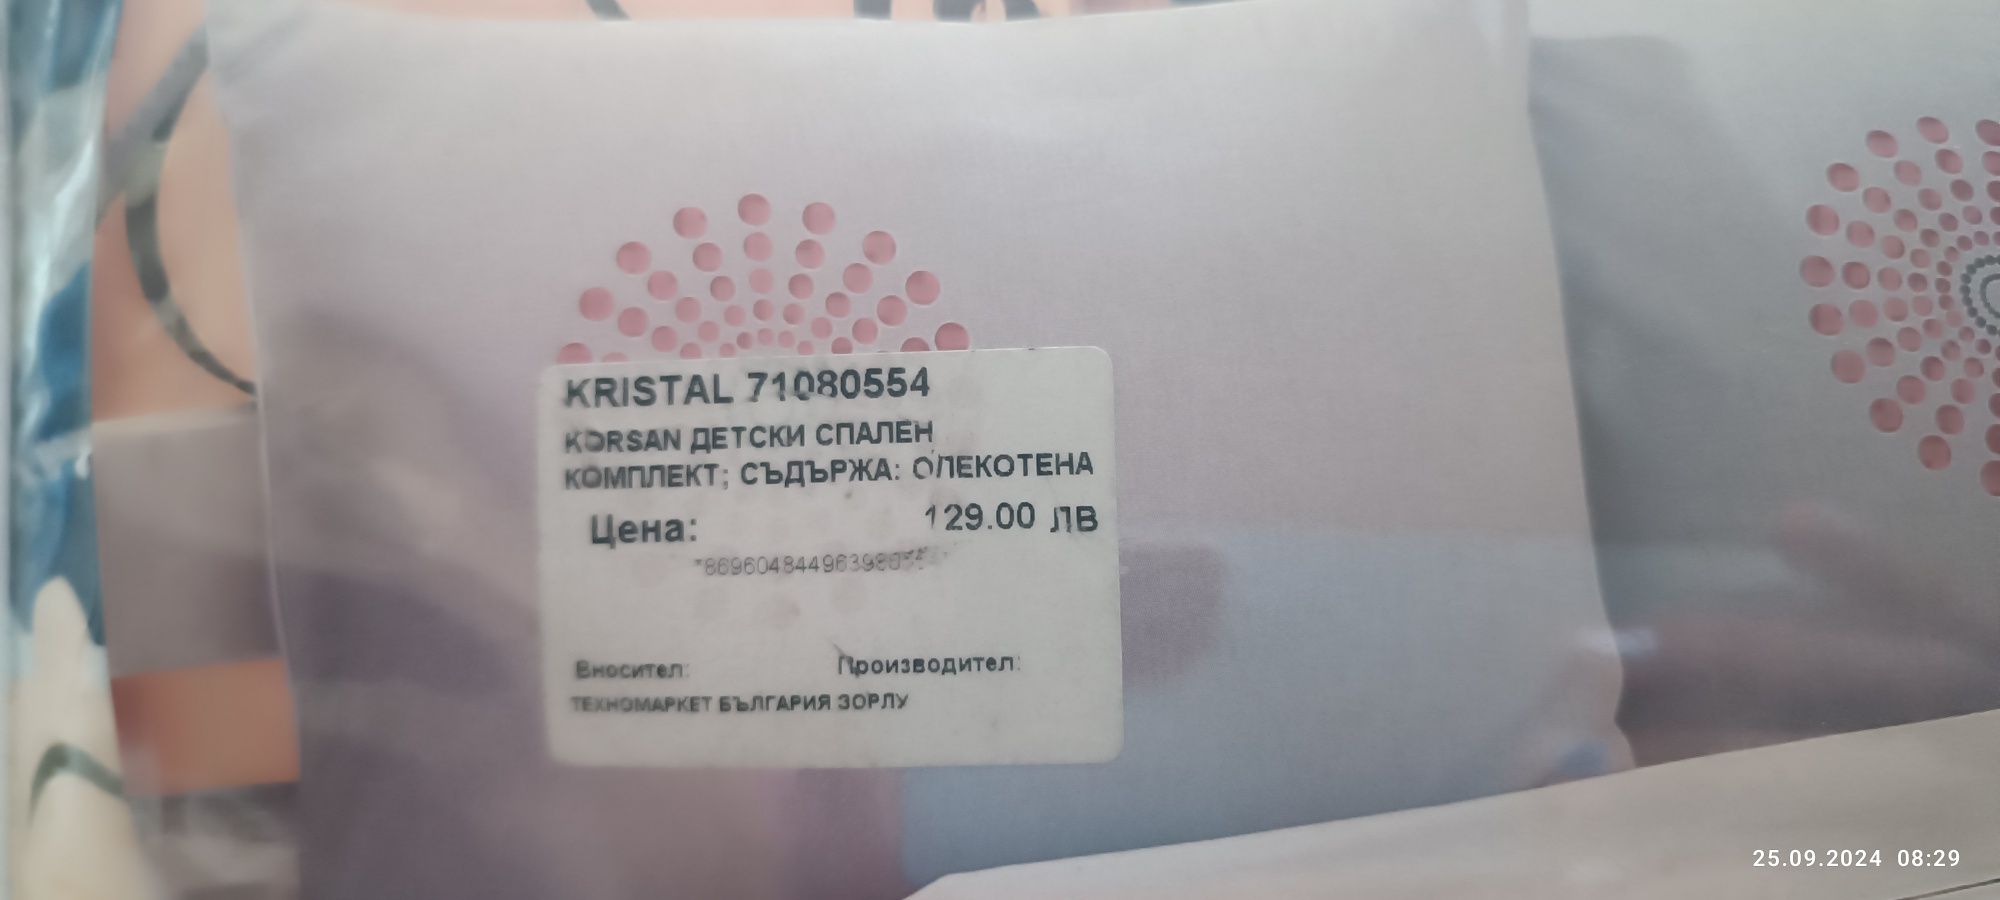 KRISTAL 71080554
KORSAN ДЕТСКИ СПАЛЕН
КОМПЛЕКТ; СЪДЪРЖА: ОЛЕКОТЕНА
Цена: 129.00 ЛВ
Вносител: Производител:
ТЕХНОМАРКЕТ БЪЛГАРИЯ ЗОРЛУ
25.09.2024 08:29